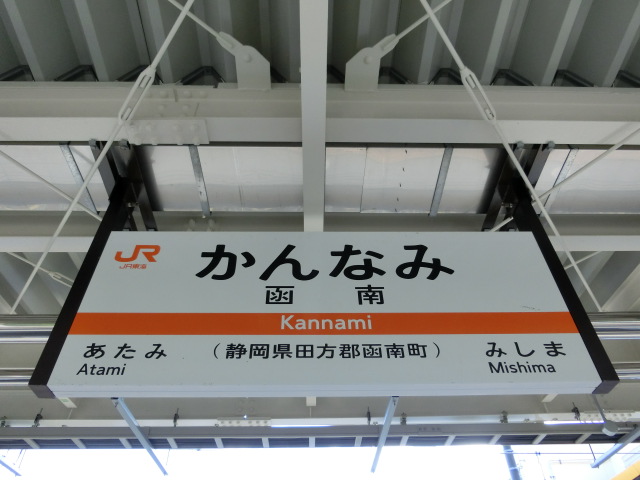 JR
JR東海
かんなみ
函南
Kannami
あたみ
(静岡県田方郡函南町)
みしま
Atami
Mishima